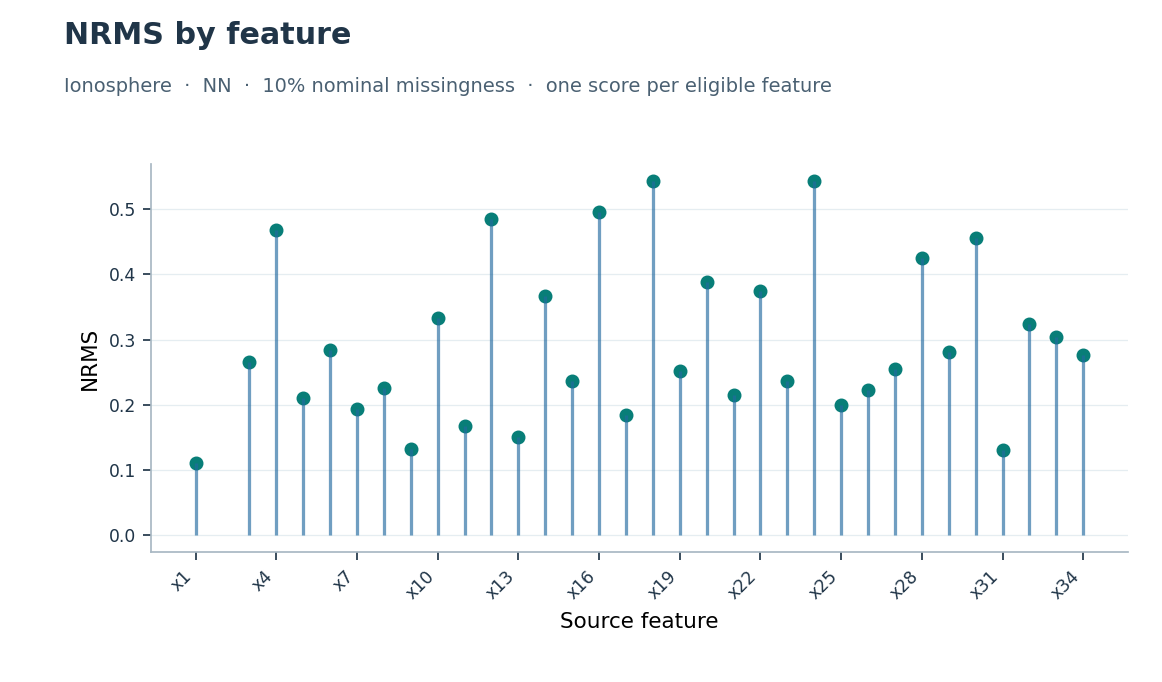 NRMS by feature
Ionosphere · NN · 10% nominal missingness · one score per eligible feature
NRMS
0.5
0.4
0.3
0.2
0.1
0.0
x1 x4 x7 x10 x13 x16 x19 x22 x25 x28 x31 x34
Source feature